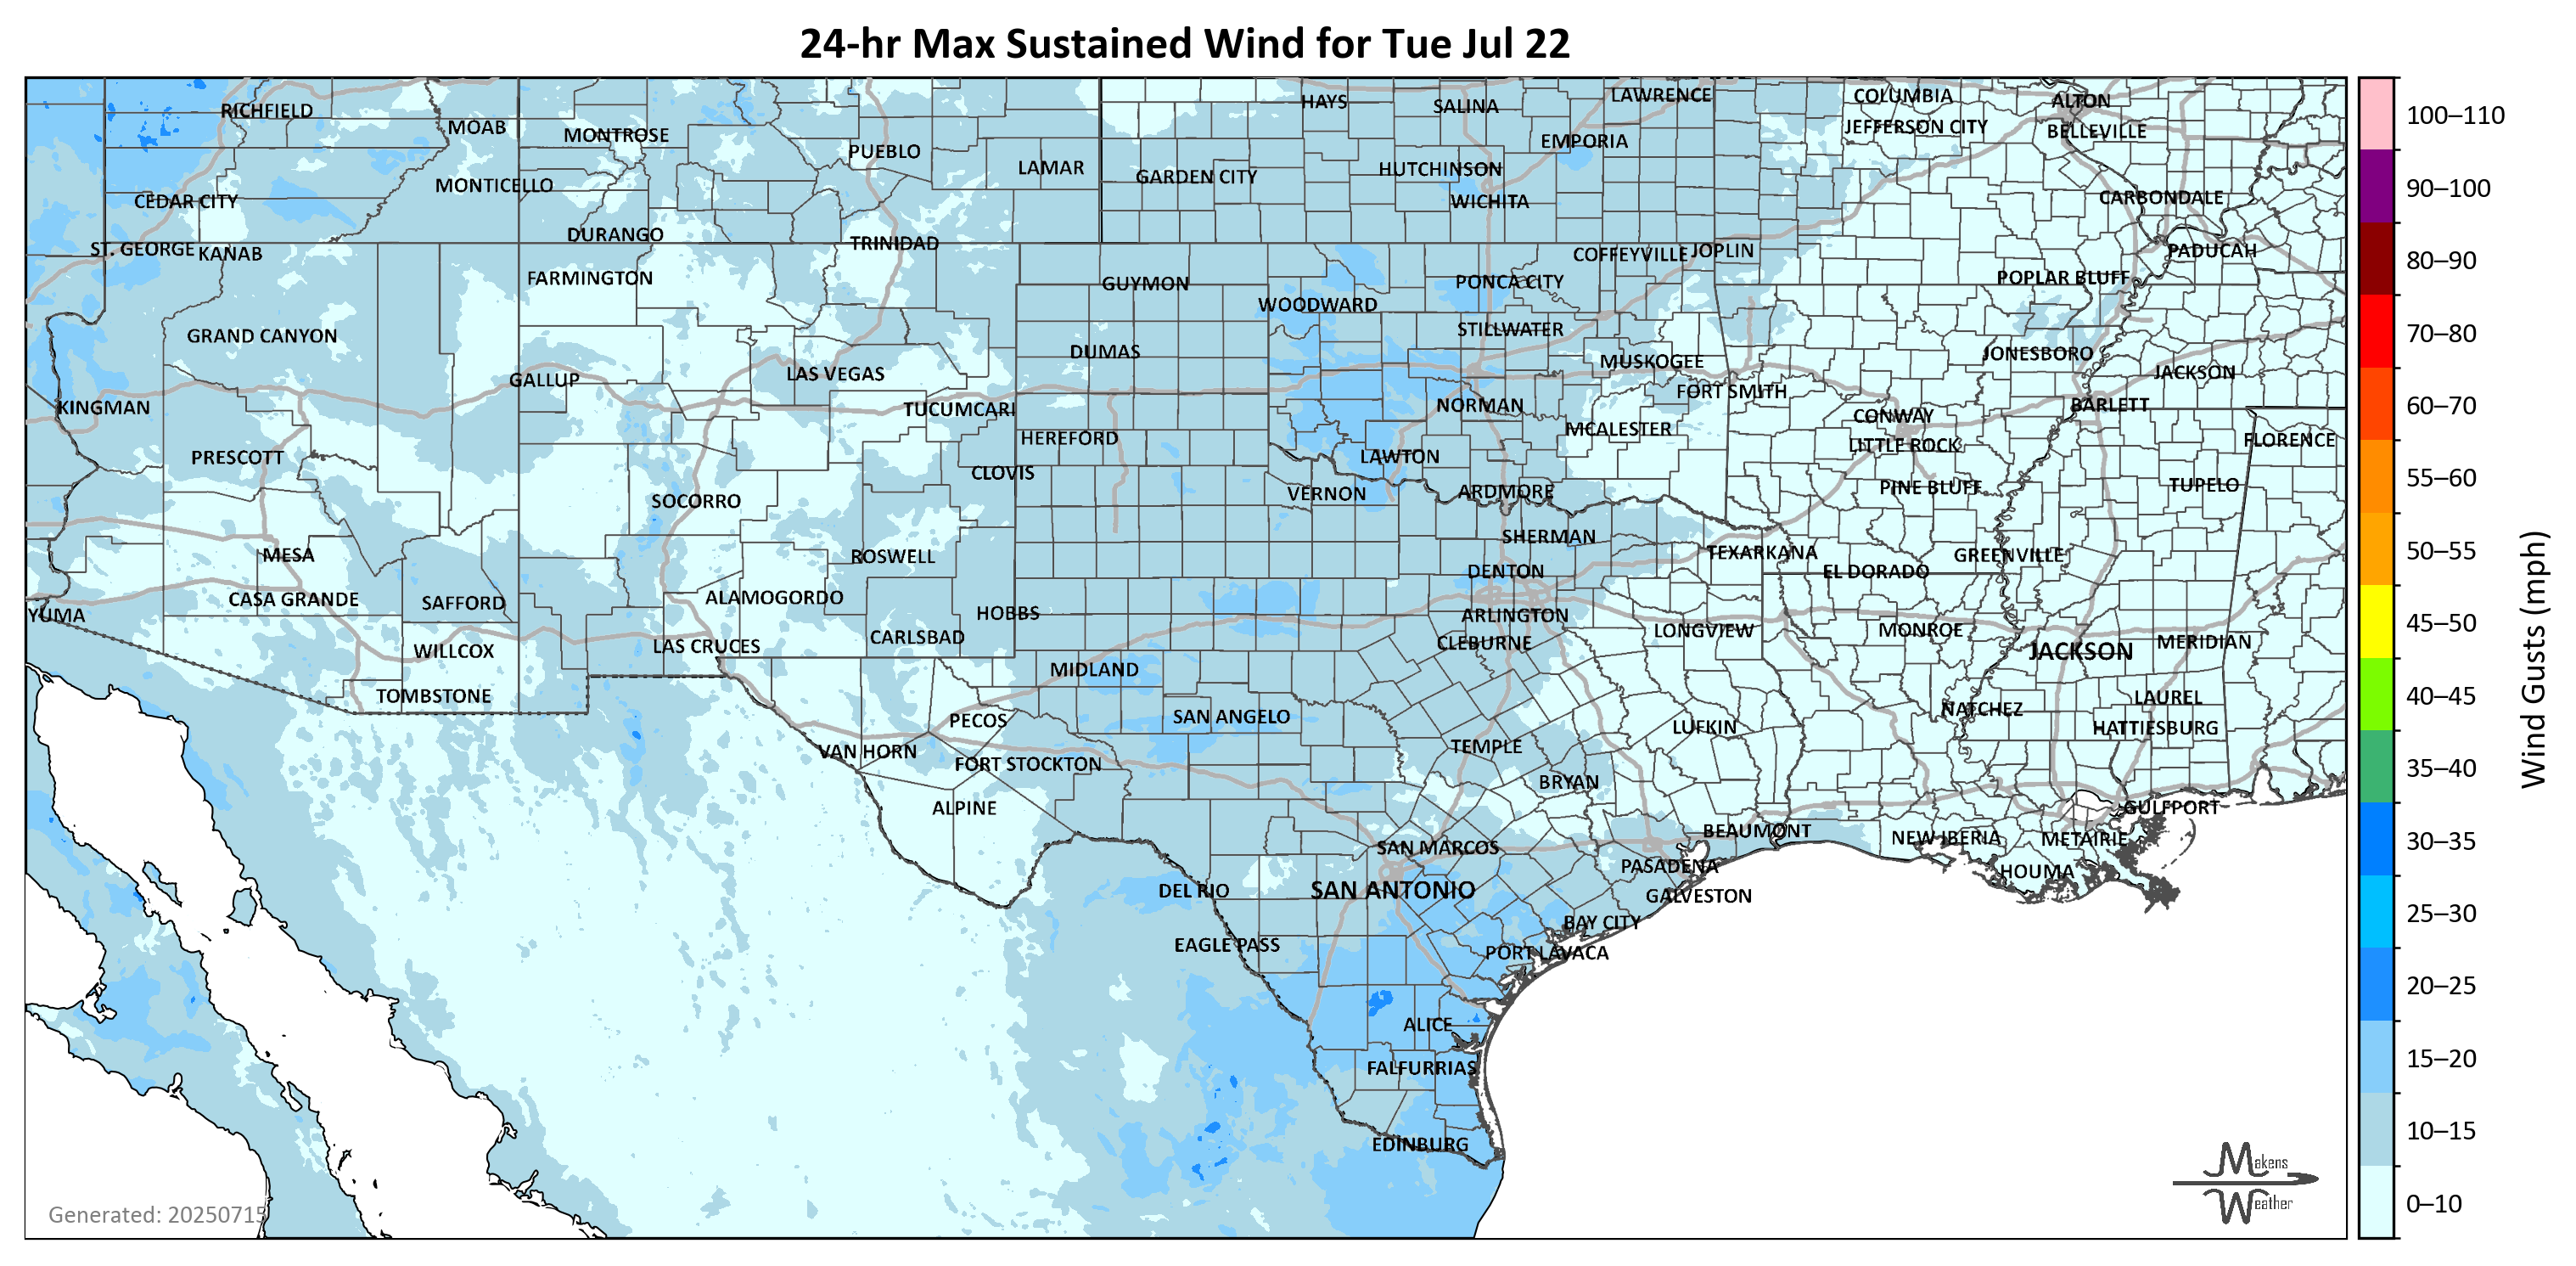 24-hr Max Sustained Wind for Tue Jul 22
RICHFIELD
MOAB
MONTROSE
PUEBLO
LAMAR
HAYS
SALINA
LAWRENCE
COLUMBIA
ALTON
JEFFERSON CITY
BELLEVILLE
EMPORIA
GARDEN CITY
HUTCHINSON
WICHITA
CEDAR CITY
MONTICELLO
CARBONDALE
DURANGO
TRINIDAD
ST. GEORGE
KANAB
COFFEYVILLE
JOPLIN
PADUCAH
FARMINGTON
GUYMON
PONCA CITY
POPLAR BLUFF
WOODWARD
GRAND CANYON
STILLWATER
DUMAS
MUSKOGEE
JONESBORO
GALLUP
LAS VEGAS
JACKSON
KINGMAN
TUCUMCARI
NORMAN
FORT SMITH
BARLETT
CONWAY
HEREFORD
MCALESTER
LITTLE ROCK
FLORENCE
PRESCOTT
CLOVIS
LAWTON
SOCORRO
VERNON
ARDMORE
PINE BLUFF
TUPELO
MESA
ROSWELL
SHERMAN
TEXARKANA
GREENVILLE
DENTON
EL DORADO
YUMA
CASA GRANDE
SAFFORD
ALAMOGORDO
HOBBS
ARLINGTON
WILLCOX
LAS CRUCES
CARLSBAD
CLEBURNE
LONGVIEW
MONROE
JACKSON
MERIDIAN
MIDLAND
TOMBSTONE
PECOS
SAN ANGELO
LAUREL
NATCHEZ
HATTIESBURG
VAN HORN
FORT STOCKTON
TEMPLE
LUFKIN
BRYAN
ALPINE
GULFPORT
BEAUMONT
NEW IBERIA
METAIRIE
SAN MARCOS
PASADENA
HOUMA
DEL RIO
SAN ANTONIO
GALVESTON
BAY CITY
EAGLE PASS
PORT LAVACA
ALICE
FALFURRIAS
EDINBURG
Generated: 20250715
Makens
Weather
100–110
90–100
80–90
70–80
60–70
55–60
50–55
45–50
40–45
35–40
30–35
25–30
20–25
15–20
10–15
0–10
Wind Gusts (mph)